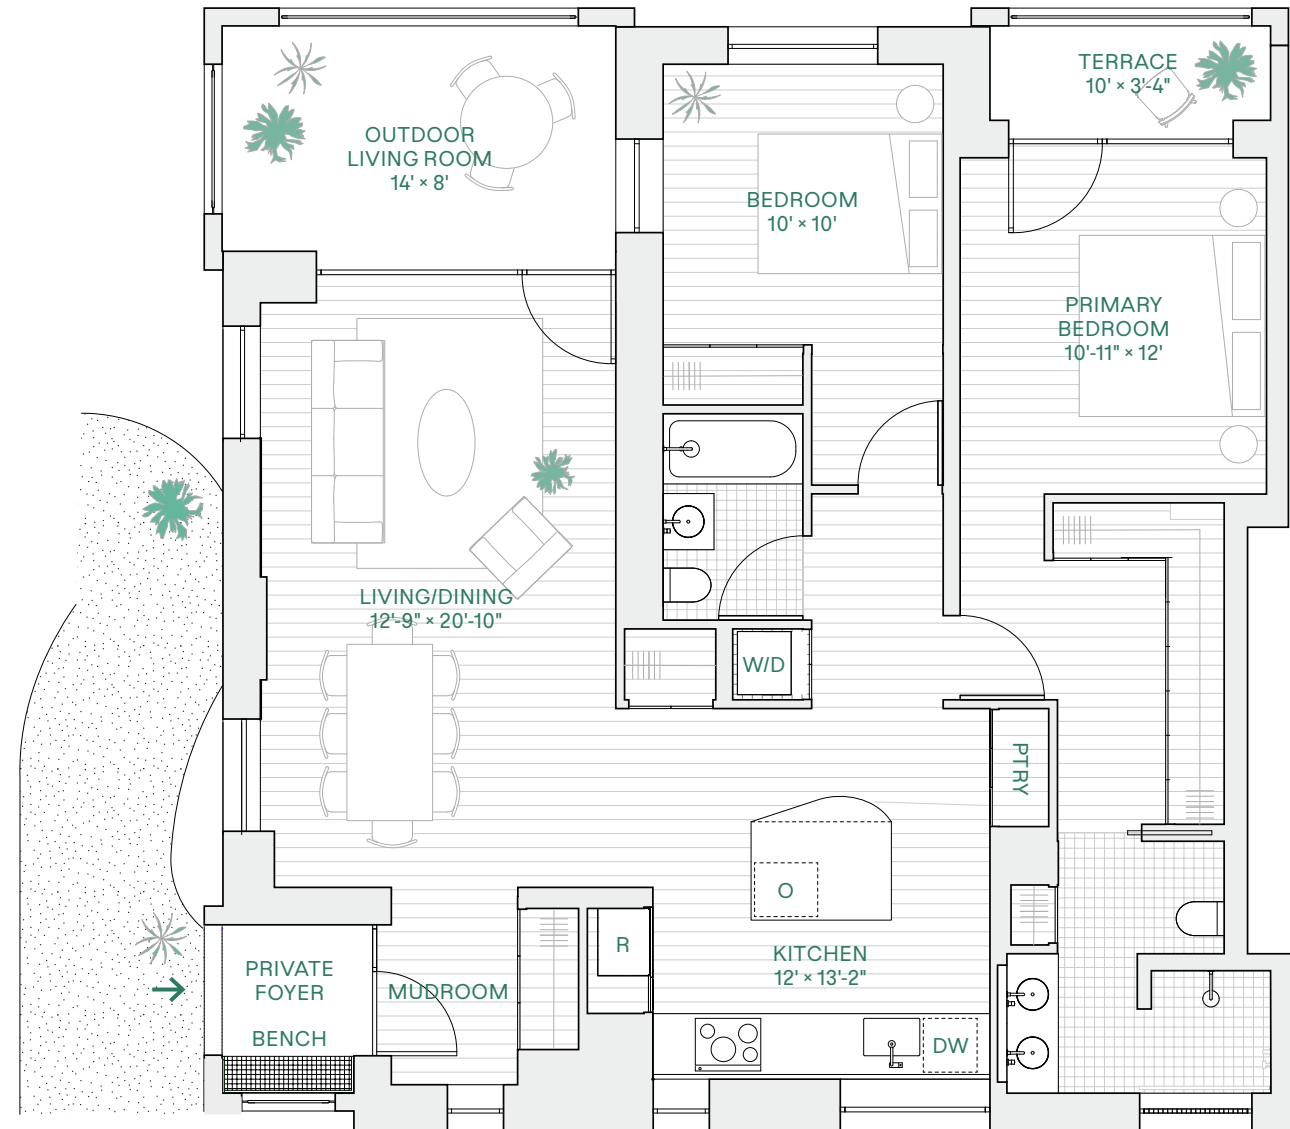 TERRACE
10' × 3'-4"
OUTDOOR
LIVING ROOM
14' × 8'
BEDROOM
10' × 10'
PRIMARY
BEDROOM
10'-11" × 12'
LIVING/DINING
12'-9" × 20'-10"
W/D
PTRY
O
R
KITCHEN
12' × 13'-2"
PRIVATE
FOYER
MUDROOM
BENCH
DW